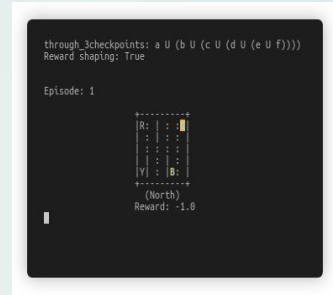 through_3checkpoints: a U (b U (c U (d U (e U f))))
Reward shaping: True
Episode: 1
+---------+
|R: | : : |
| : | : : |
| : : : : |
| | : | : |
|Y| : |B: |
+---------+
(North)
Reward: -1.0